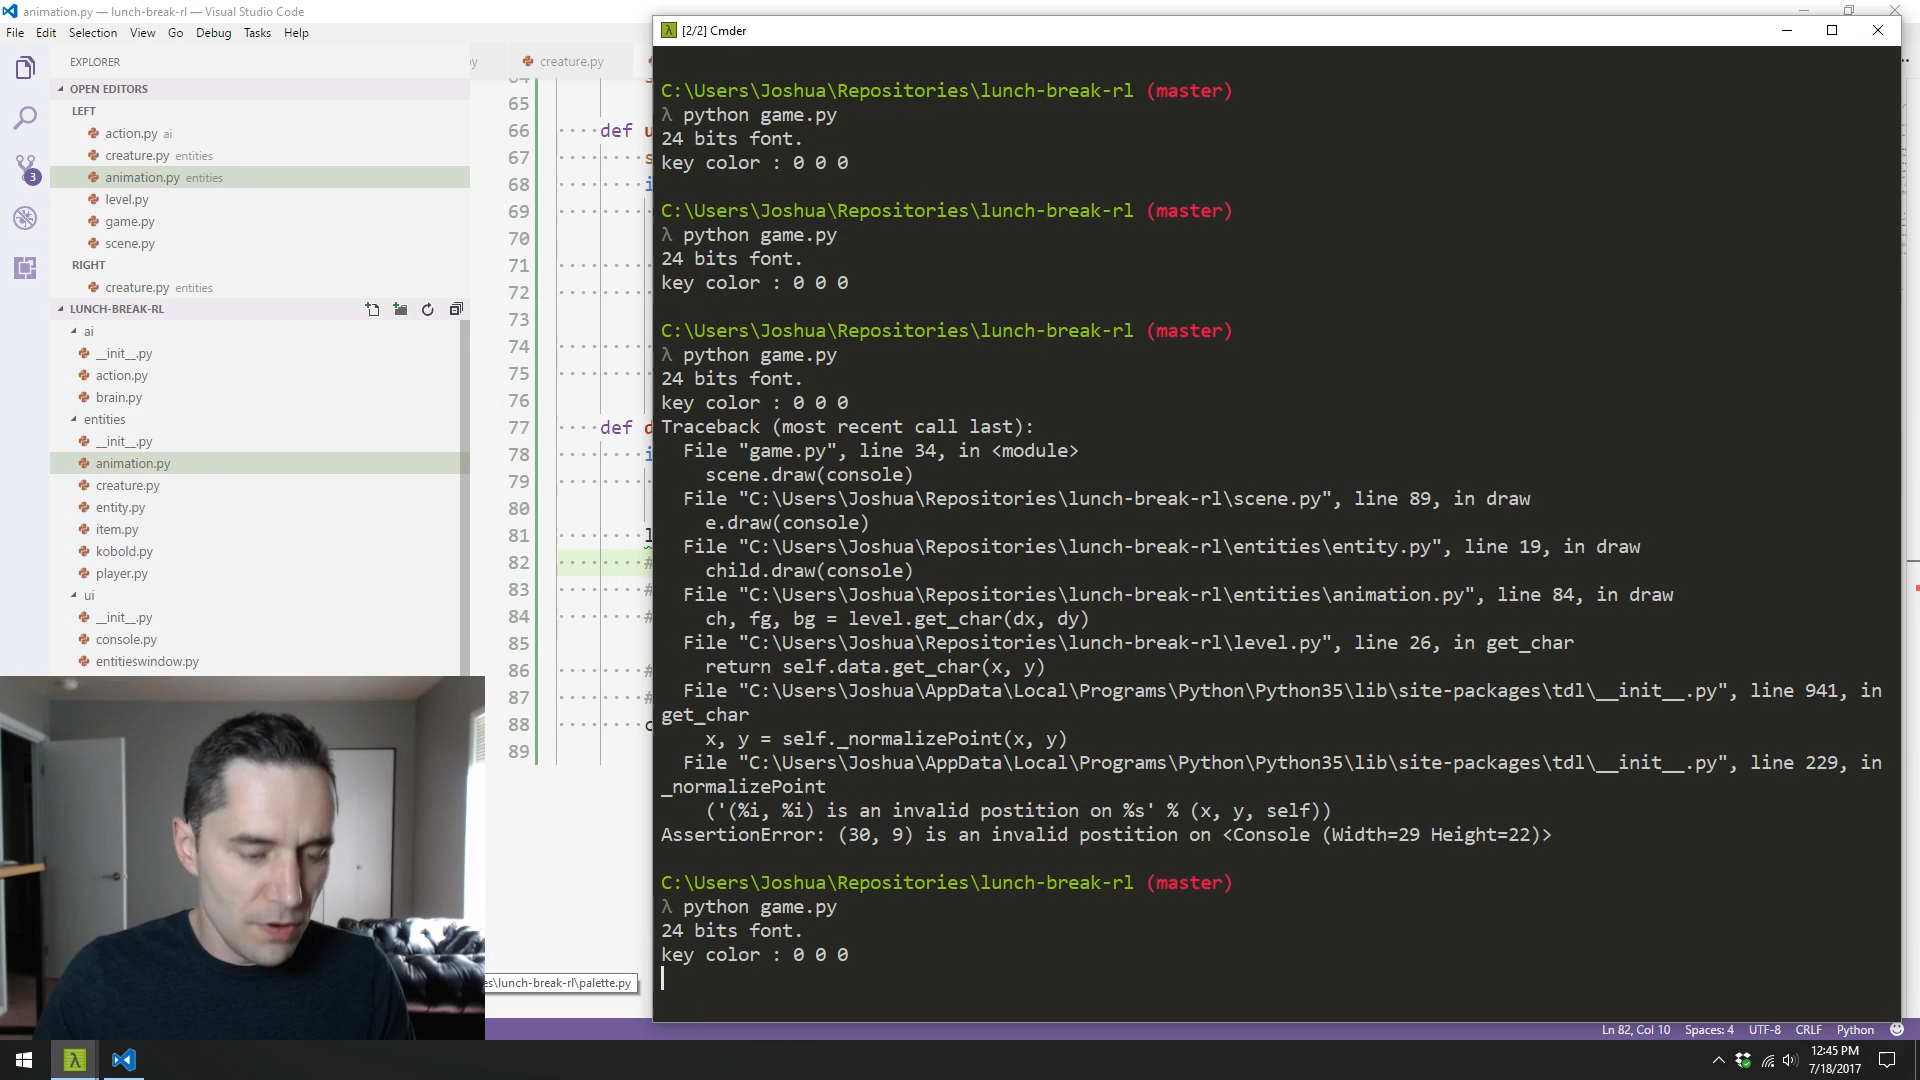 animation.py — lunch-break-rl — Visual Studio Code
File Edit Selection View Go Debug Tasks Help
EXPLORER
OPEN EDITORS
LEFT
action.py ai
creature.py entities
animation.py entities
level.py
game.py
scene.py
RIGHT
creature.py entities
LUNCH-BREAK-RL
ai
__init__.py
action.py
brain.py
entities
__init__.py
animation.py
creature.py
entity.py
item.py
kobold.py
player.py
ui
__init__.py
console.py
entitieswindow.py
3
creature.py
65
66 def
67
68
69
70
71
72
73
74
75
76
77 def
78
79
80
81
82 #
83 #
84 #
85
86 #
87 #
88
89
es\lunch-break-rl\palette.py
[2/2] Cmder
C:\Users\Joshua\Repositories\lunch-break-rl (master)
λ python game.py
24 bits font.
key color : 0 0 0
C:\Users\Joshua\Repositories\lunch-break-rl (master)
λ python game.py
24 bits font.
key color : 0 0 0
C:\Users\Joshua\Repositories\lunch-break-rl (master)
λ python game.py
24 bits font.
key color : 0 0 0
Traceback (most recent call last):
File "game.py", line 34, in <module>
scene.draw(console)
File "C:\Users\Joshua\Repositories\lunch-break-rl\scene.py", line 89, in draw
e.draw(console)
File "C:\Users\Joshua\Repositories\lunch-break-rl\entities\entity.py", line 19, in draw
child.draw(console)
File "C:\Users\Joshua\Repositories\lunch-break-rl\entities\animation.py", line 84, in draw
ch, fg, bg = level.get_char(dx, dy)
File "C:\Users\Joshua\Repositories\lunch-break-rl\level.py", line 26, in get_char
return self.data.get_char(x, y)
File "C:\Users\Joshua\AppData\Local\Programs\Python\Python35\lib\site-packages\tdl\__init__.py", line 941, in
get_char
x, y = self._normalizePoint(x, y)
File "C:\Users\Joshua\AppData\Local\Programs\Python\Python35\lib\site-packages\tdl\__init__.py", line 229, in
_normalizePoint
('(%i, %i) is an invalid postition on %s' % (x, y, self))
AssertionError: (30, 9) is an invalid postition on <Console (Width=29 Height=22)>
C:\Users\Joshua\Repositories\lunch-break-rl (master)
λ python game.py
24 bits font.
key color : 0 0 0
Ln 82, Col 10 Spaces: 4 UTF-8 CRLF Python
12:45 PM
7/18/2017